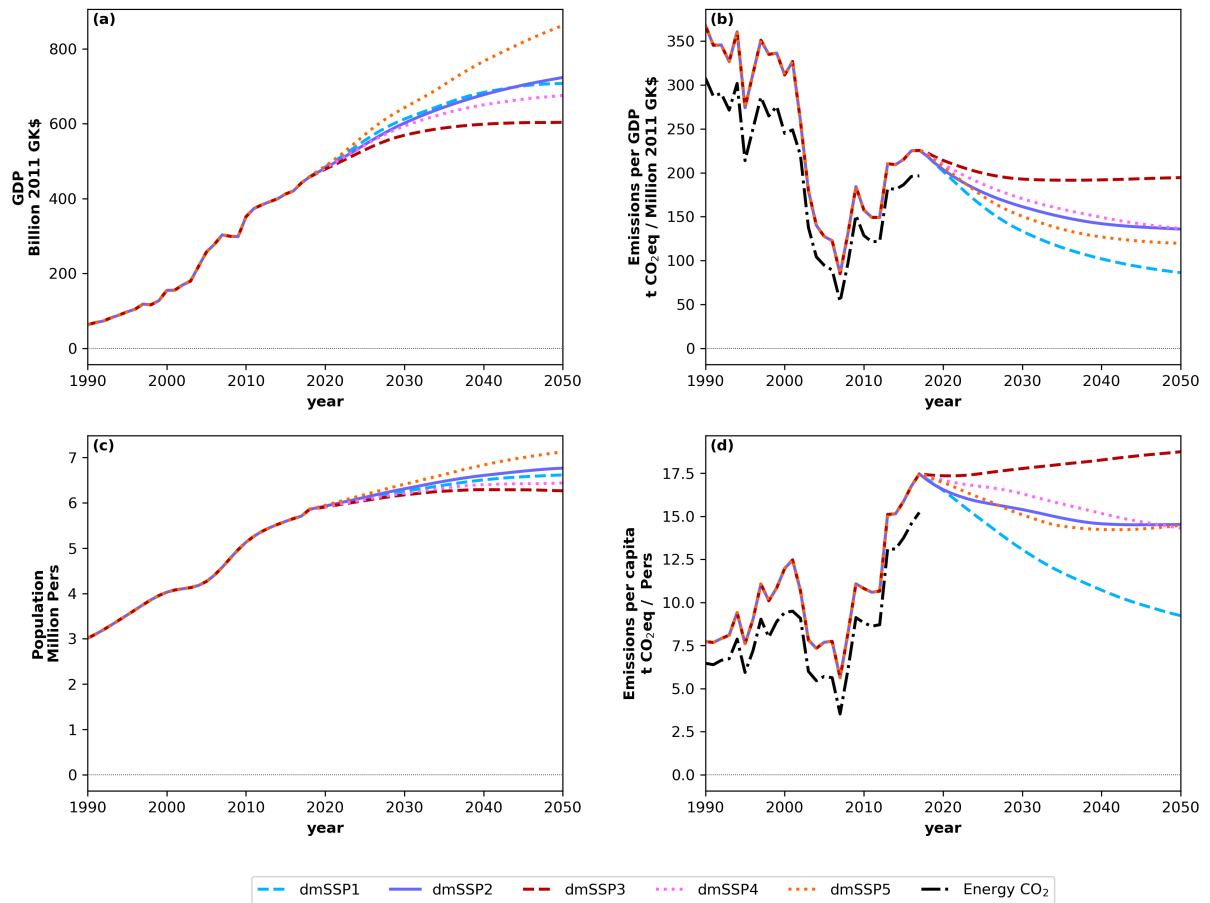 (a)
GDP
Billion 2011 GK$
800
600
400
200
0
1990 2000 2010 2020 2030 2040 2050
year
(b)
Emissions per GDP
t CO₂eq / Million 2011 GK$
350
300
250
200
150
100
50
0
1990 2000 2010 2020 2030 2040 2050
year
(c)
Population
Million Pers
7
6
5
4
3
2
1
0
1990 2000 2010 2020 2030 2040 2050
year
(d)
Emissions per capita
t CO₂eq / Pers
17.5
15.0
12.5
10.0
7.5
5.0
2.5
0.0
1990 2000 2010 2020 2030 2040 2050
year
dmSSP1 dmSSP2 dmSSP3 dmSSP4 dmSSP5 Energy CO₂